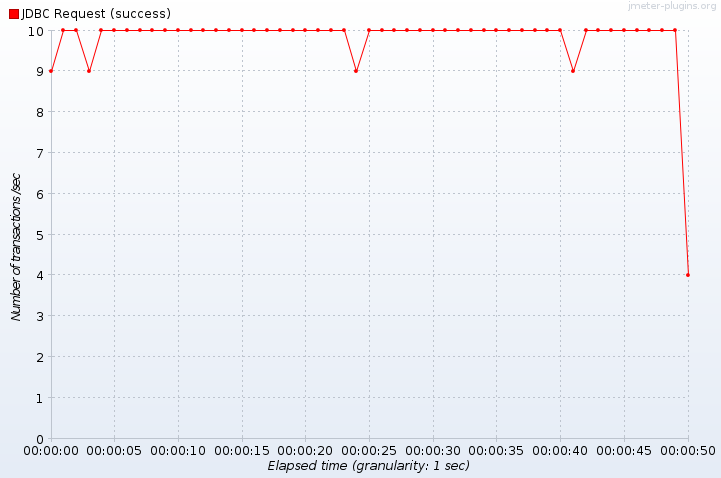 JDBC Request (success)
jmeter-plugins.org
10
9
8
7
6
5
4
3
2
1
0
Number of transactions /sec
00:00:00 00:00:05 00:00:10 00:00:15 00:00:20 00:00:25 00:00:30 00:00:35 00:00:40 00:00:45 00:00:50
Elapsed time (granularity: 1 sec)